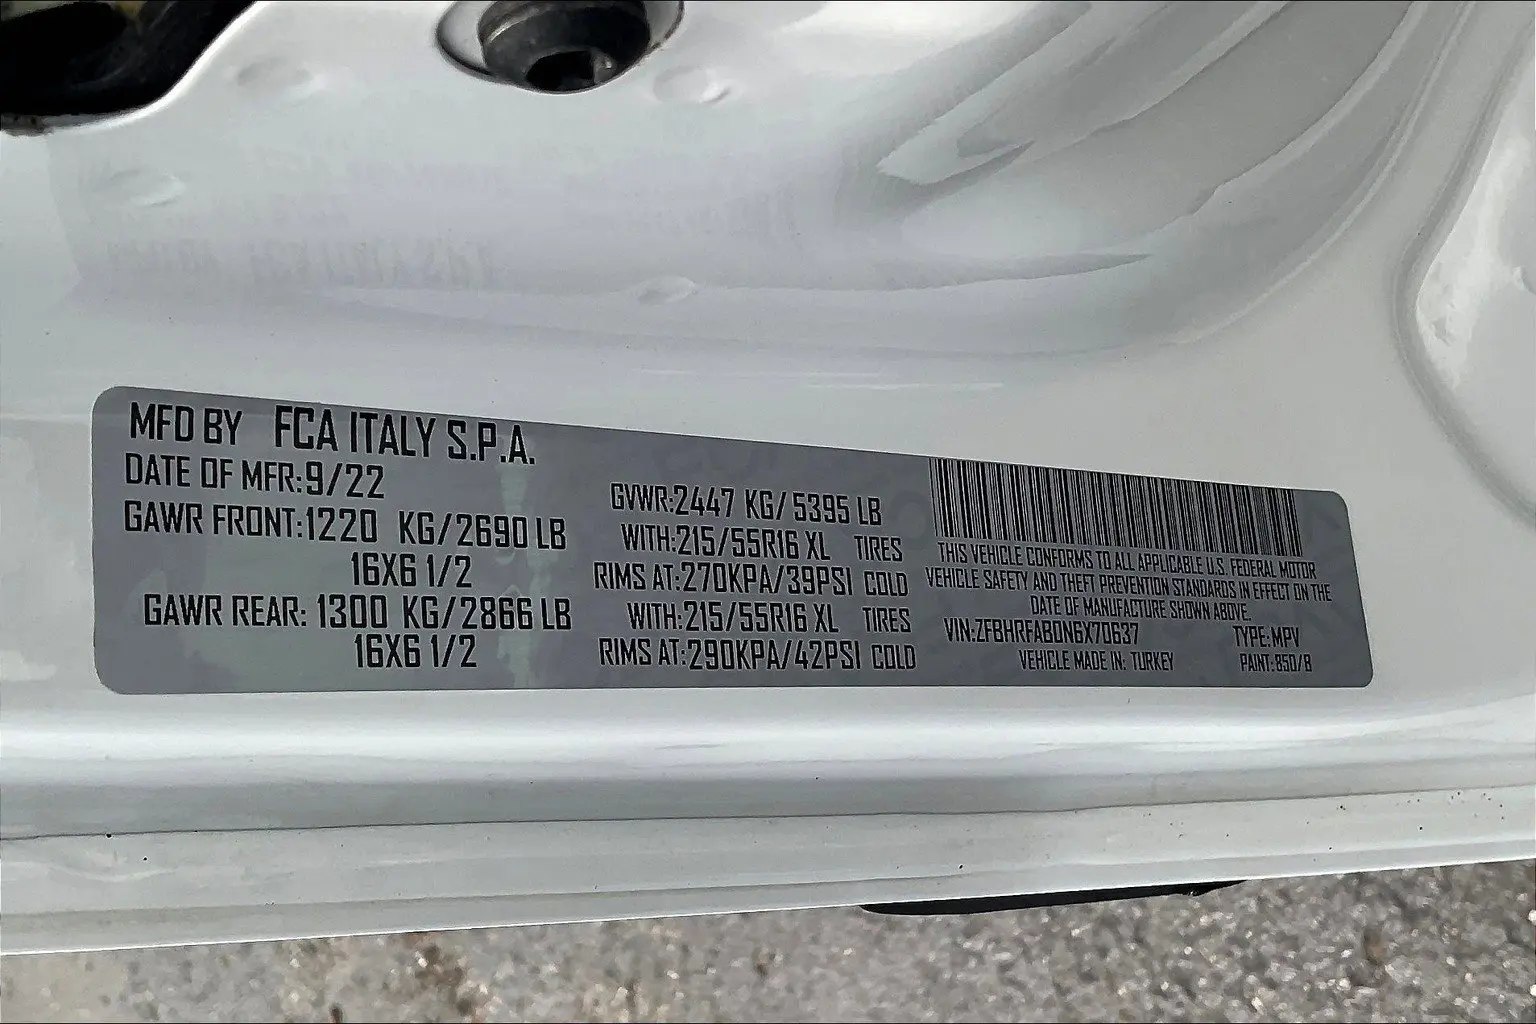 MFD BY FCA ITALY S.P.A.
DATE OF MFR:9/22
GAWR FRONT:1220 KG/2690 LB
16X6 1/2
GAWR REAR: 1300 KG/2866 LB
16X6 1/2
GVWR:2447 KG/5395 LB
WITH:215/55R16 XL TIRES
RIMS AT:270KPA/39PSI COLD
WITH:215/55R16 XL TIRES
RIMS AT:290KPA/42PSI COLD
THIS VEHICLE CONFORMS TO ALL APPLICABLE U.S. FEDERAL MOTOR
VEHICLE SAFETY AND THEFT PREVENTION STANDARDS IN EFFECT ON THE
DATE OF MANUFACTURE SHOWN ABOVE.
VIN:ZFBHRFAB0N6X70637 TYPE:MPV
VEHICLE MADE IN: TURKEY PAINT:850/B